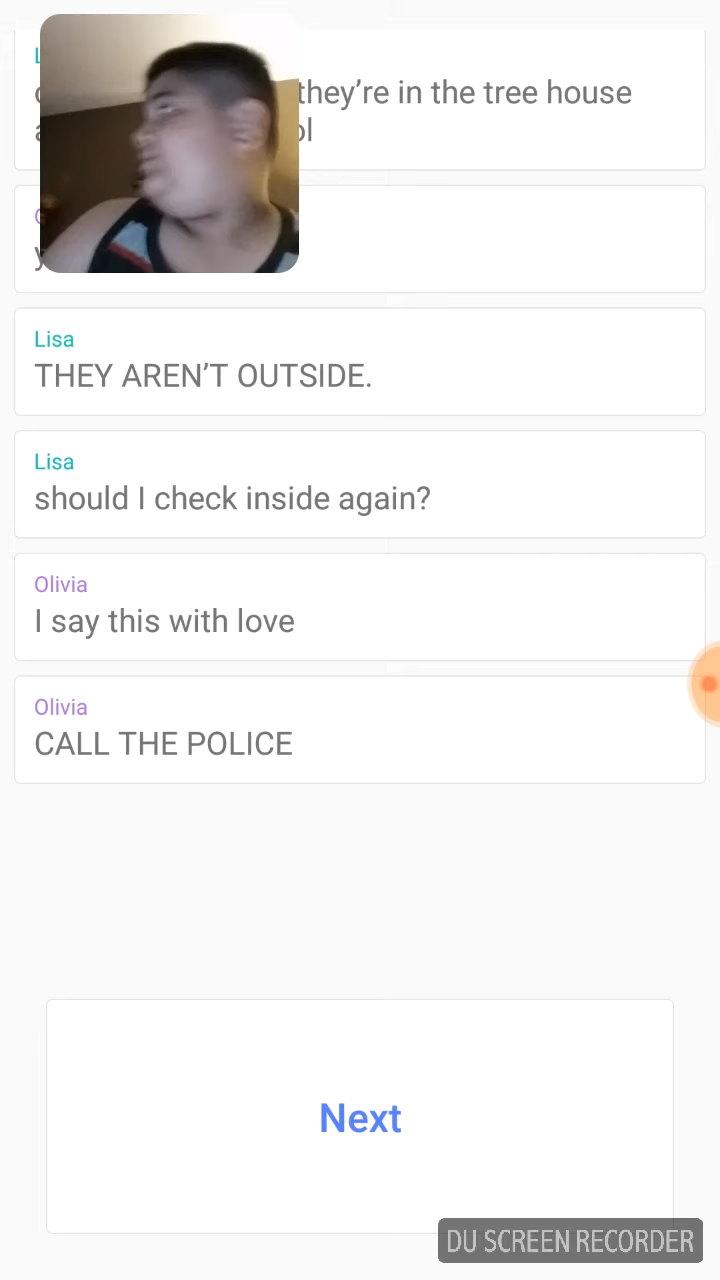 they’re in the tree house
Lisa
THEY AREN’T OUTSIDE.
Lisa
should I check inside again?
Olivia
I say this with love
Olivia
CALL THE POLICE
Next
DU SCREEN RECORDER